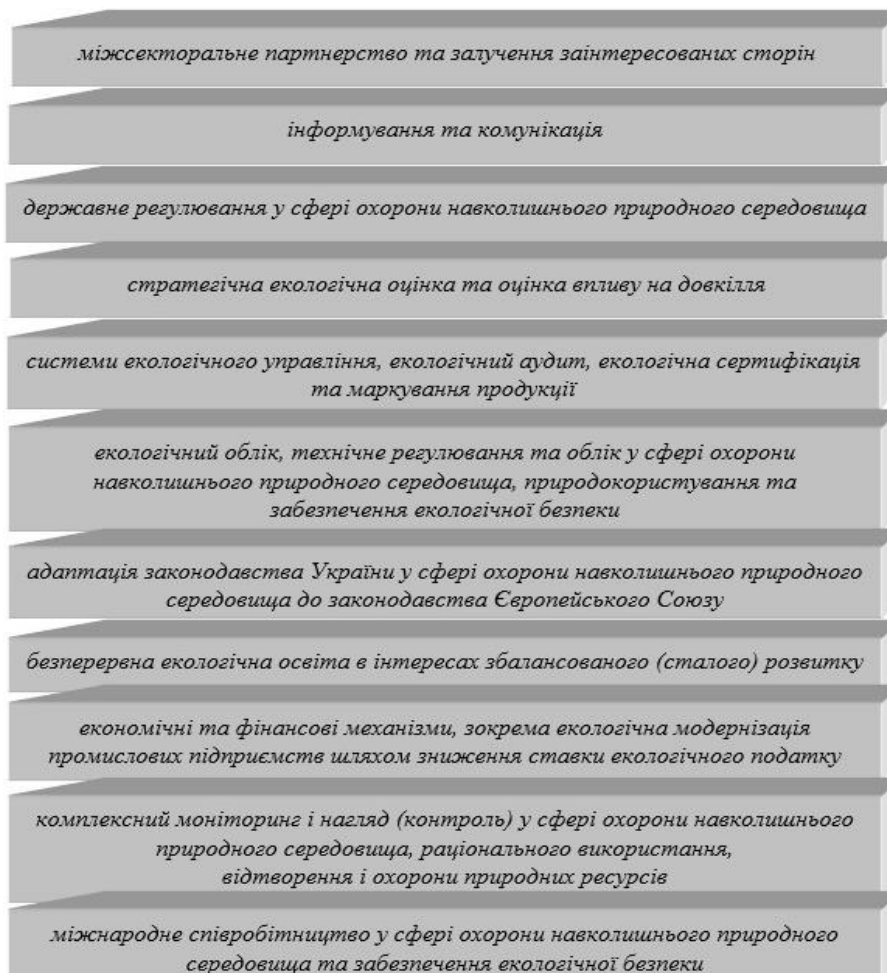 міжсекторальне партнерство та залучення заінтересованих сторін
інформування та комунікація
державне регулювання у сфері охорони навколишнього природного середовища
стратегічна екологічна оцінка та оцінка впливу на довкілля
системи екологічного управління, екологічний аудит, екологічна сертифікація
та маркування продукції
екологічний облік, технічне регулювання та облік у сфері охорони
навколишнього природного середовища, природокористування та
забезпечення екологічної безпеки
адаптація законодавства України у сфері охорони навколишнього природного
середовища до законодавства Європейського Союзу
безперервна екологічна освіта в інтересах збалансованого (сталого) розвитку
економічні та фінансові механізми, зокрема екологічна модернізація
промислових підприємств шляхом зниження ставки екологічного податку
комплексний моніторинг і нагляд (контроль) у сфері охорони навколишнього
природного середовища, раціонального використання,
відтворення і охорони природних ресурсів
міжнародне співробітництво у сфері охорони навколишнього природного
середовища та забезпечення екологічної безпеки